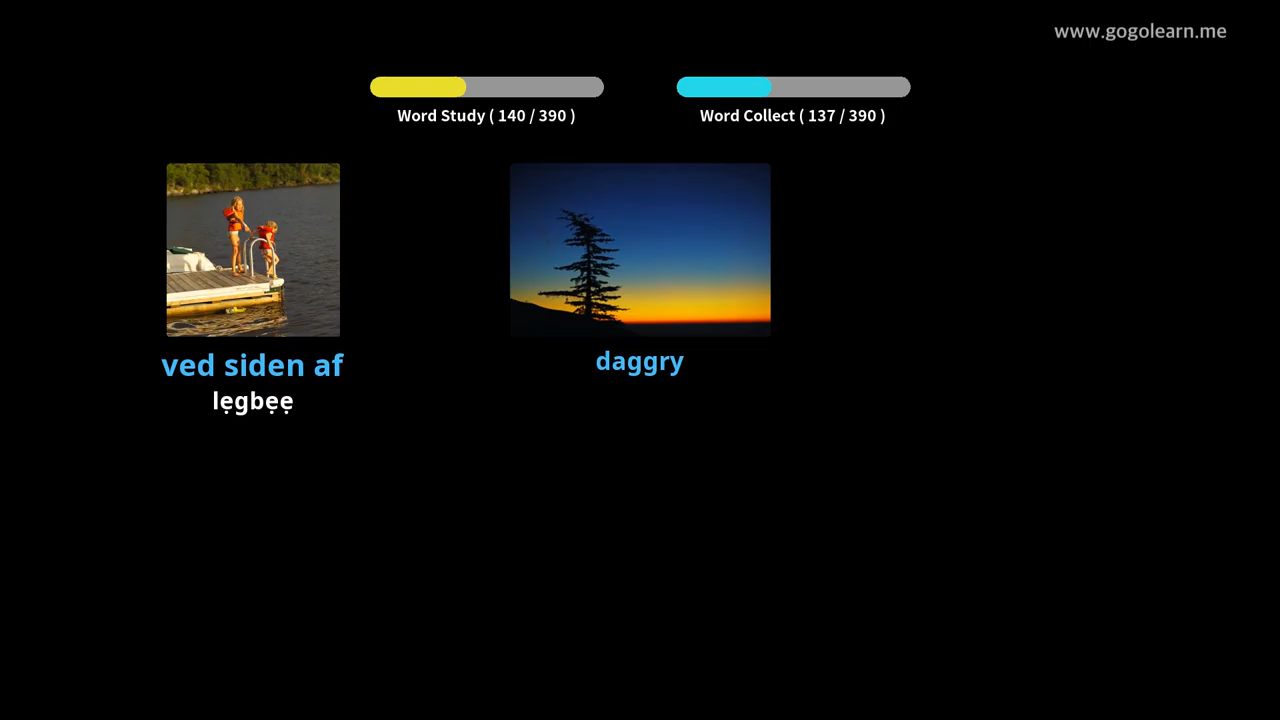 www.gogolearn.me
Word Study ( 140 / 390 )
Word Collect ( 137 / 390 )
ved siden af
lẹgbẹẹ
daggry